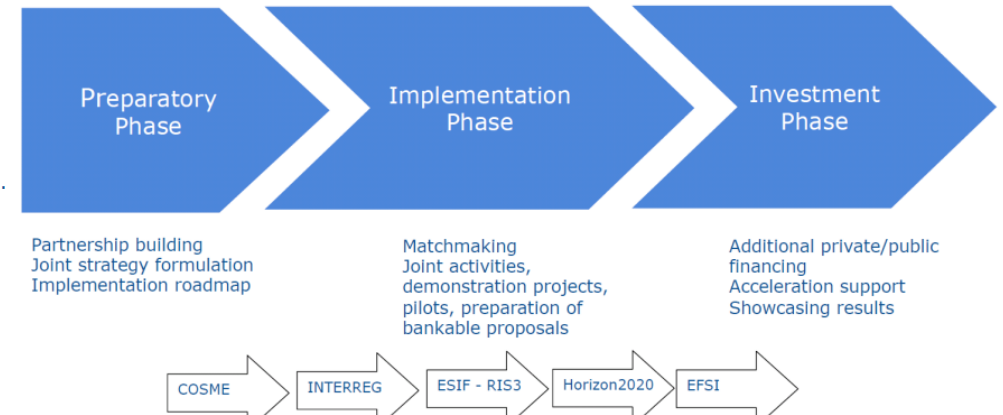 Preparatory
Phase
Implementation
Phase
Investment
Phase
Partnership building
Joint strategy formulation
Implementation roadmap
Matchmaking
Joint activities,
demonstration projects,
pilots, preparation of
bankable proposals
Additional private/public
financing
Acceleration support
Showcasing results
COSME
INTERREG
ESIF - RIS3
Horizon2020
EFSI